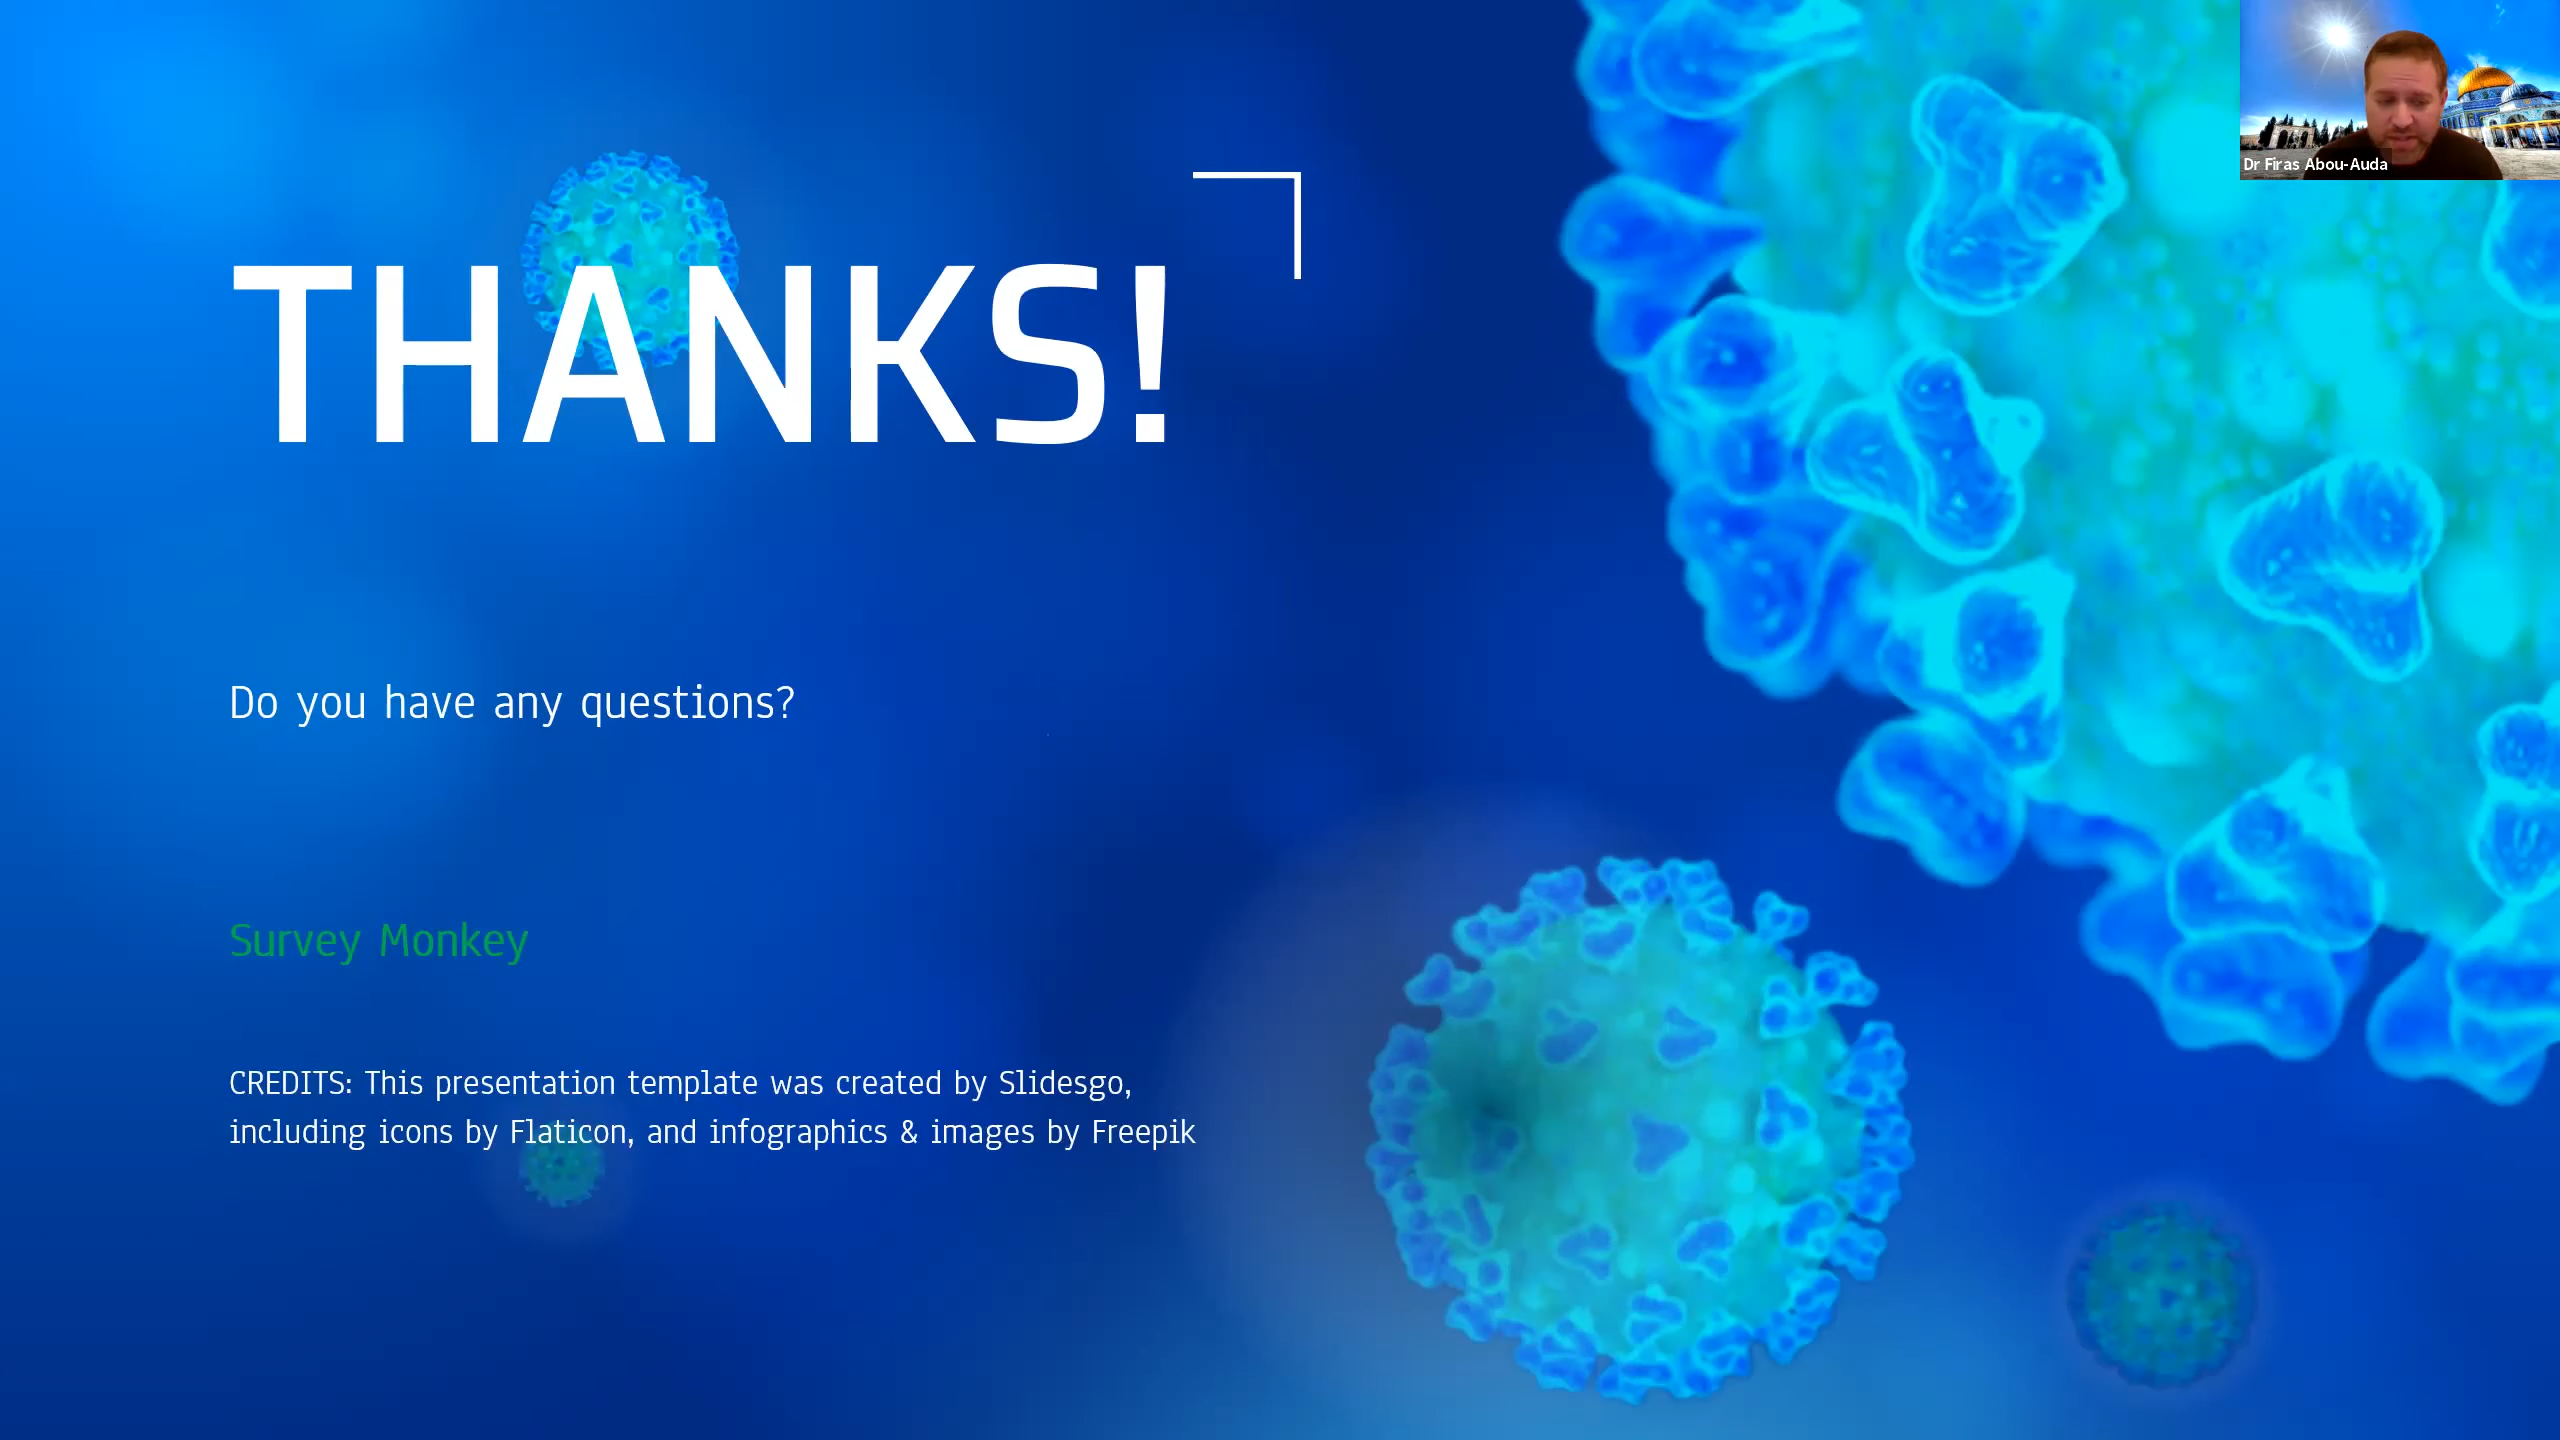 Dr Firas Abou-Auda
THANKS!
Do you have any questions?
Survey Monkey
CREDITS: This presentation template was created by Slidesgo,
including icons by Flaticon, and infographics & images by Freepik